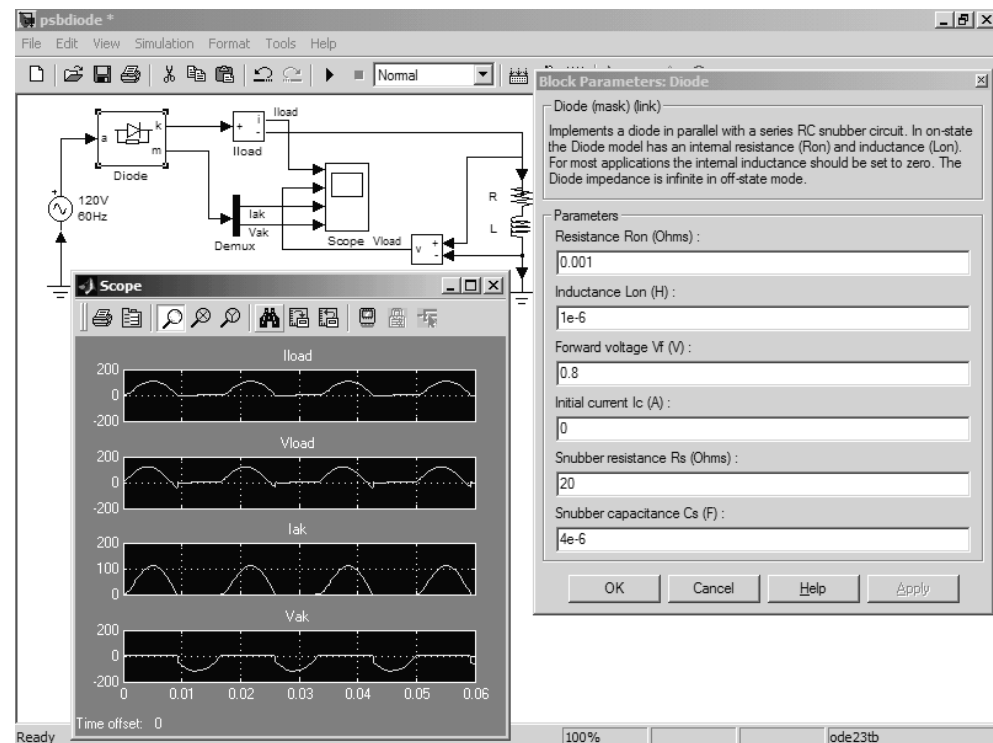 psbdiode *
File Edit View Simulation Format Tools Help
Normal
a
k
m
Diode
+
i
-
Iload
Iload
120V
60Hz
+
Iak
Vak
Demux
Scope
Vload
v
+
-
R
L
Scope
Iload
200
0
-200
Vload
200
0
-200
Iak
200
100
0
Vak
200
0
-200
0 0.01 0.02 0.03 0.04 0.05 0.06
Time offset: 0
Block Parameters: Diode
Diode (mask) (link)
Implements a diode in parallel with a series RC snubber circuit. In on-state
the Diode model has an internal resistance (Ron) and inductance (Lon).
For most applications the internal inductance should be set to zero. The
Diode impedance is infinite in off-state mode.
Parameters
Resistance Ron (Ohms) :
0.001
Inductance Lon (H) :
1e-6
Forward voltage Vf (V) :
0.8
Initial current Ic (A) :
0
Snubber resistance Rs (Ohms) :
20
Snubber capacitance Cs (F) :
4e-6
OK Cancel Help Apply
Ready 100% ode23tb